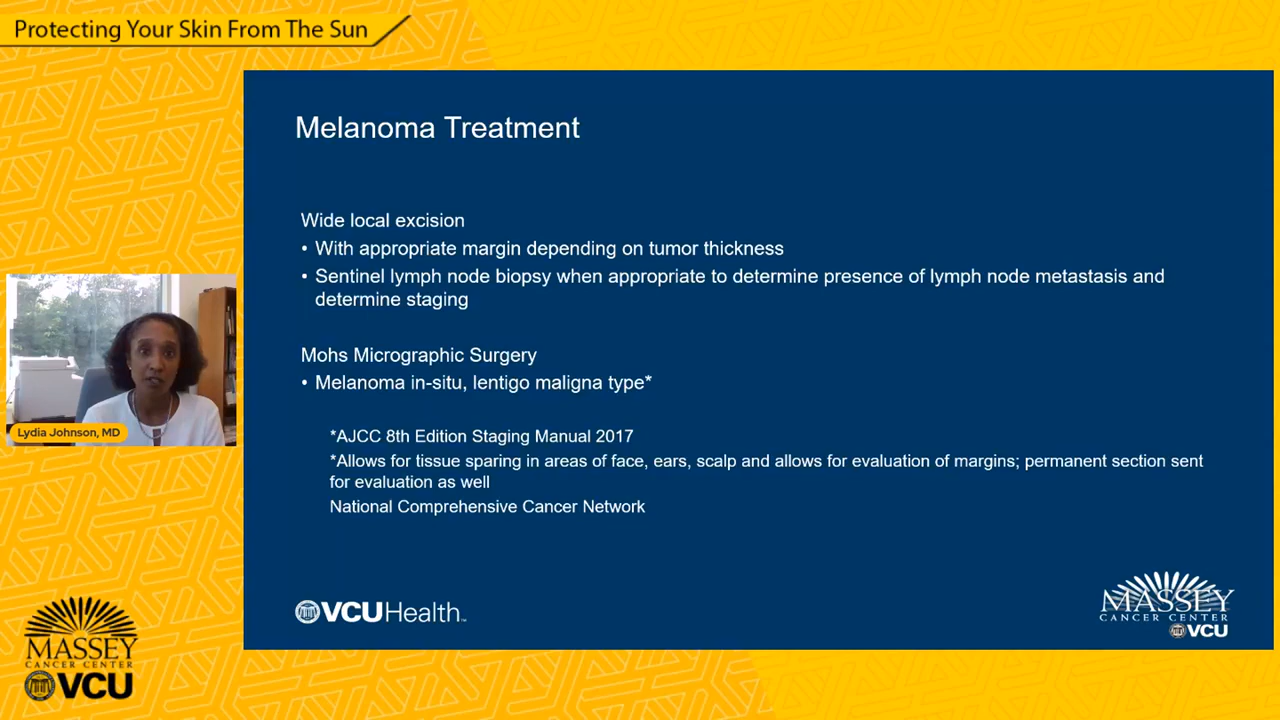 Protecting Your Skin From The Sun
Melanoma Treatment
Wide local excision
• With appropriate margin depending on tumor thickness
• Sentinel lymph node biopsy when appropriate to determine presence of lymph node metastasis and
determine staging
Mohs Micrographic Surgery
• Melanoma in-situ, lentigo maligna type*
*AJCC 8th Edition Staging Manual 2017
*Allows for tissue sparing in areas of face, ears, scalp and allows for evaluation of margins; permanent section sent
for evaluation as well
National Comprehensive Cancer Network
Lydia Johnson, MD
VCUHealth™
MASSEY
CANCER CENTER
VCU
MASSEY
CANCER CENTER
VCU